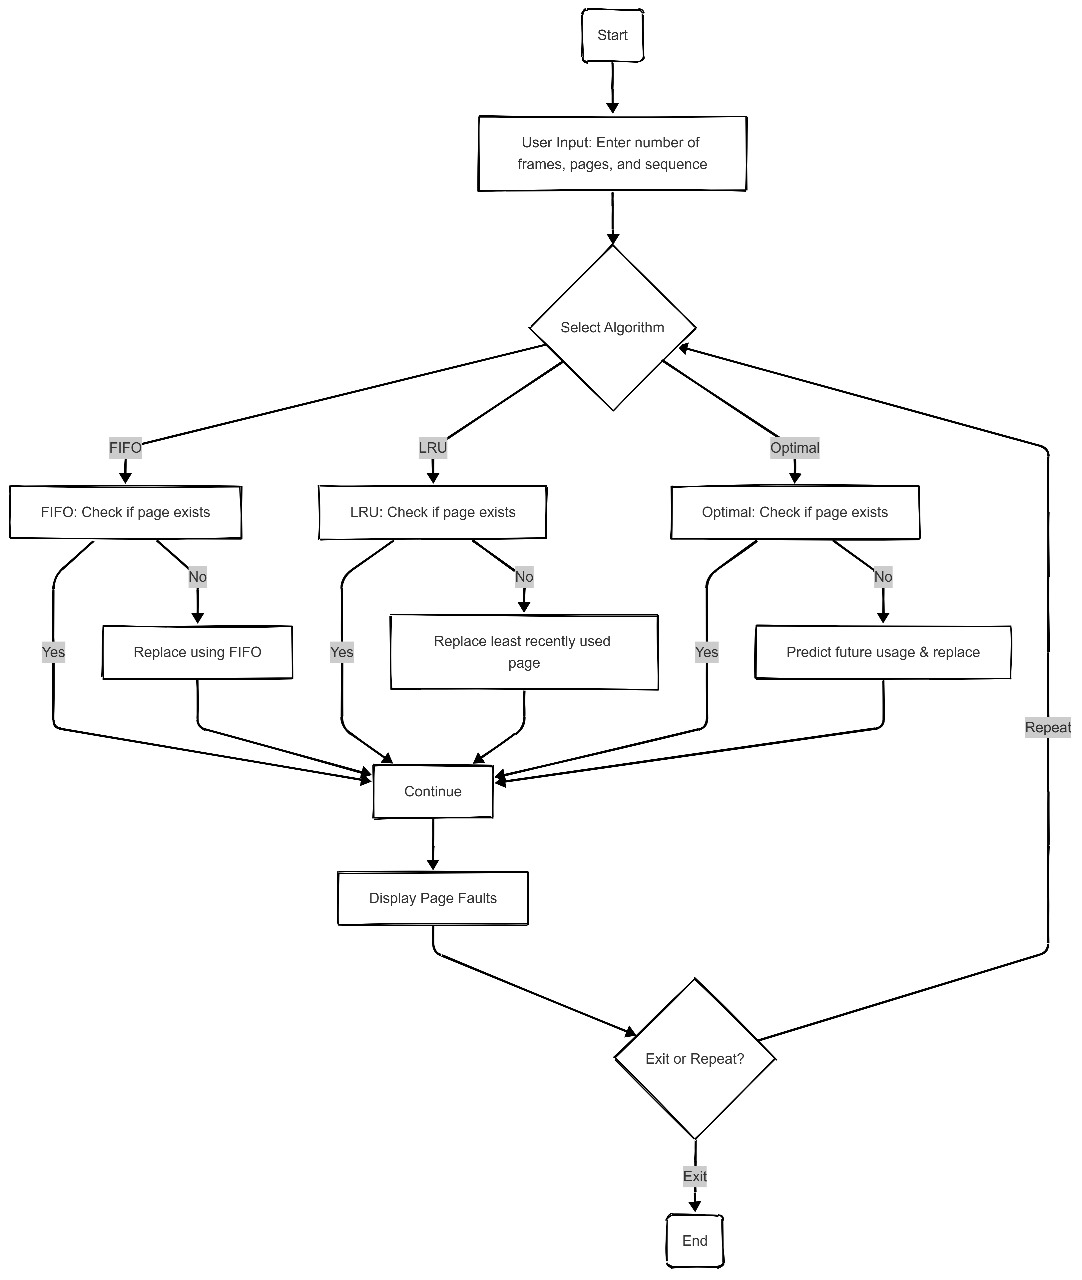 Start
User Input: Enter number of
frames, pages, and sequence
Select Algorithm
FIFO
LRU
Optimal
FIFO: Check if page exists
LRU: Check if page exists
Optimal: Check if page exists
No
No
No
Yes
Replace using FIFO
Yes
Replace least recently used
page
Yes
Predict future usage & replace
Repeat
Continue
Display Page Faults
Exit or Repeat?
Exit
End